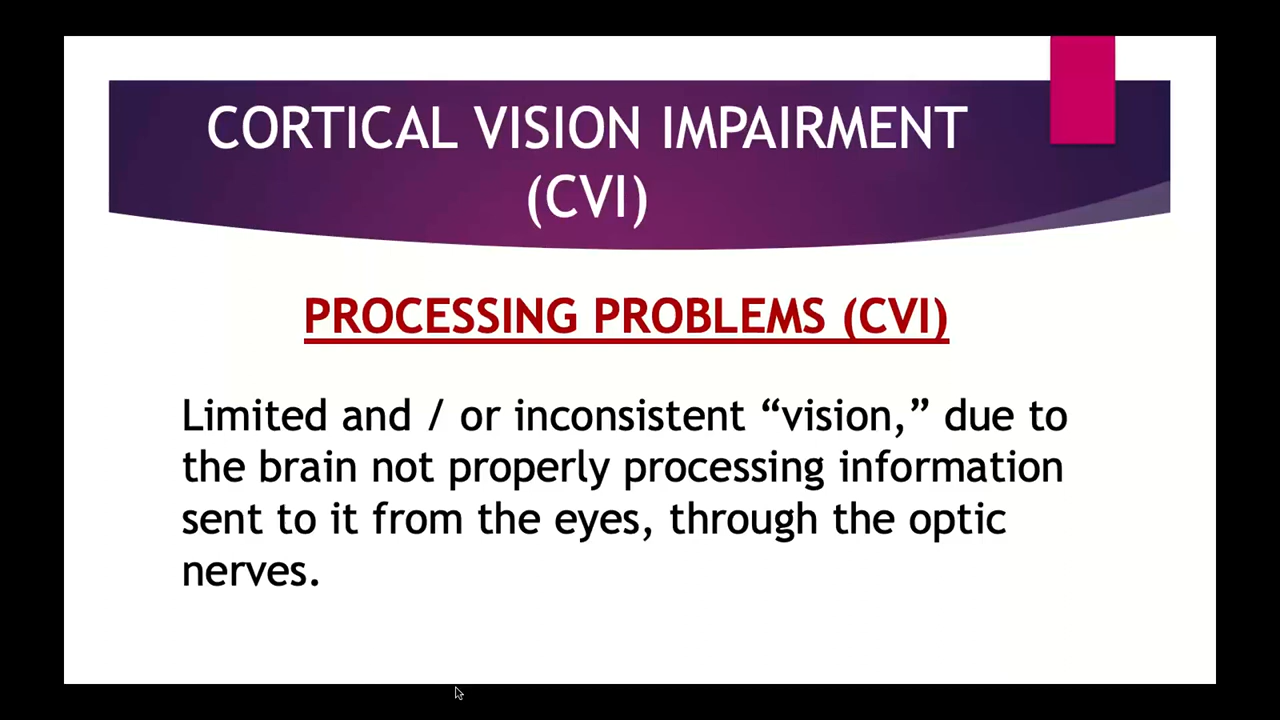 CORTICAL VISION IMPAIRMENT
(CVI)
PROCESSING PROBLEMS (CVI)
Limited and / or inconsistent “vision,” due to
the brain not properly processing information
sent to it from the eyes, through the optic
nerves.